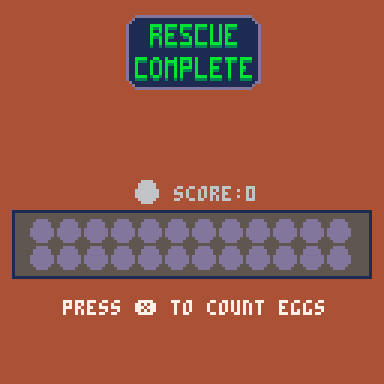 RESCUE
COMPLETE
SCORE:0
PRESS ❎ TO COUNT EGGS